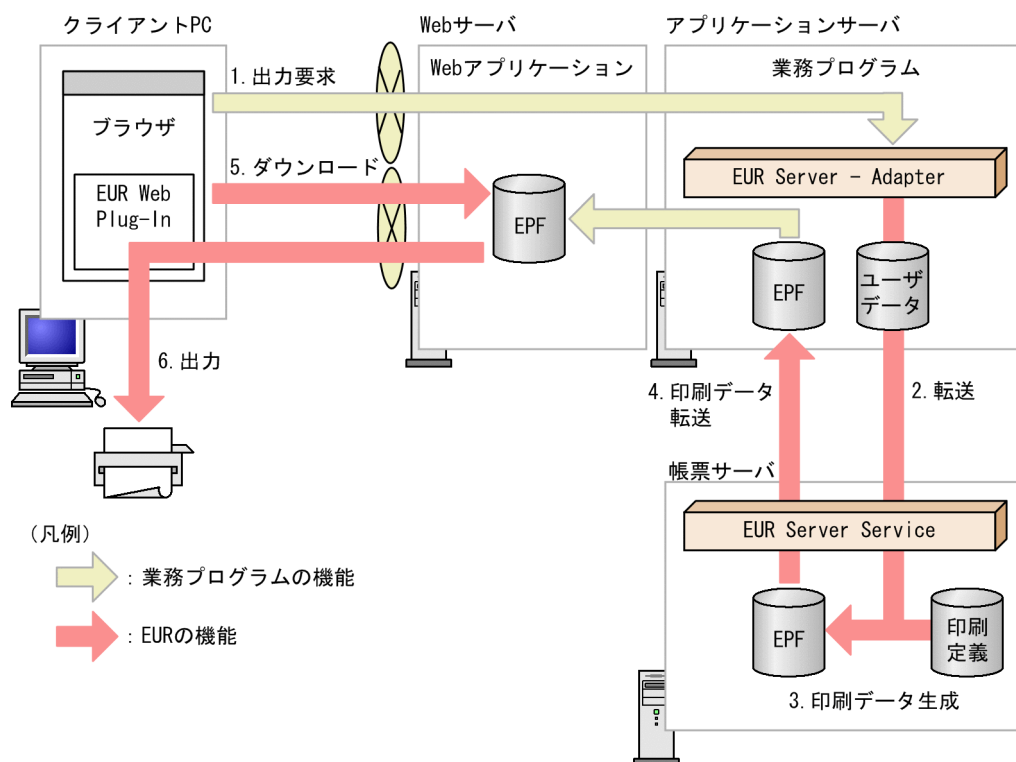 クライアントPC
Webサーバ
アプリケーションサーバ
ブラウザ
EUR Web
Plug-In
1.出力要求
5.ダウンロード
6.出力
Webアプリケーション
EPF
業務プログラム
EUR Server - Adapter
EPF
ユーザ
データ
4.印刷データ
転送
2.転送
帳票サーバ
EUR Server Service
EPF
印刷
定義
3.印刷データ生成
(凡例)
:業務プログラムの機能
:EURの機能